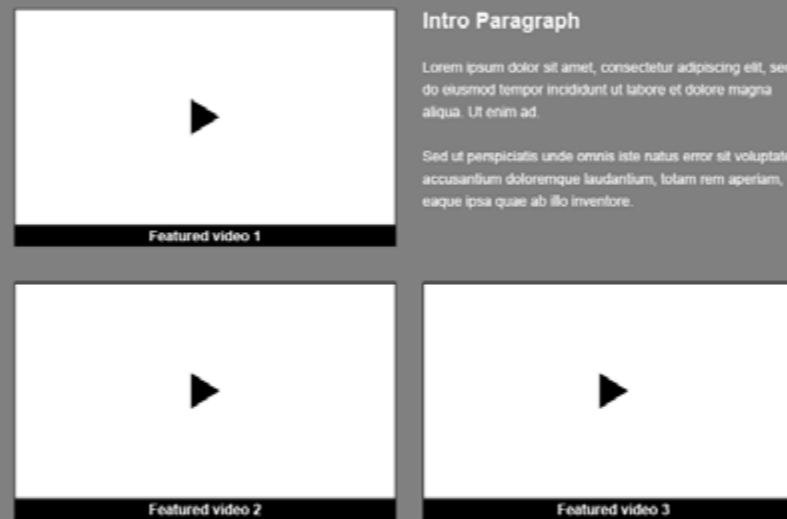 Intro Paragraph
Lorem ipsum dolor sit amet, consectetur adipiscing elit, sed
do eiusmod tempor incididunt ut labore et dolore magna
aliqua. Ut enim ad.
Sed ut perspiciatis unde omnis iste natus error sit voluptate
accusantium doloremque laudantium, totam rem aperiam,
eaque ipsa quae ab illo inventore.
Featured video 1
Featured video 2
Featured video 3